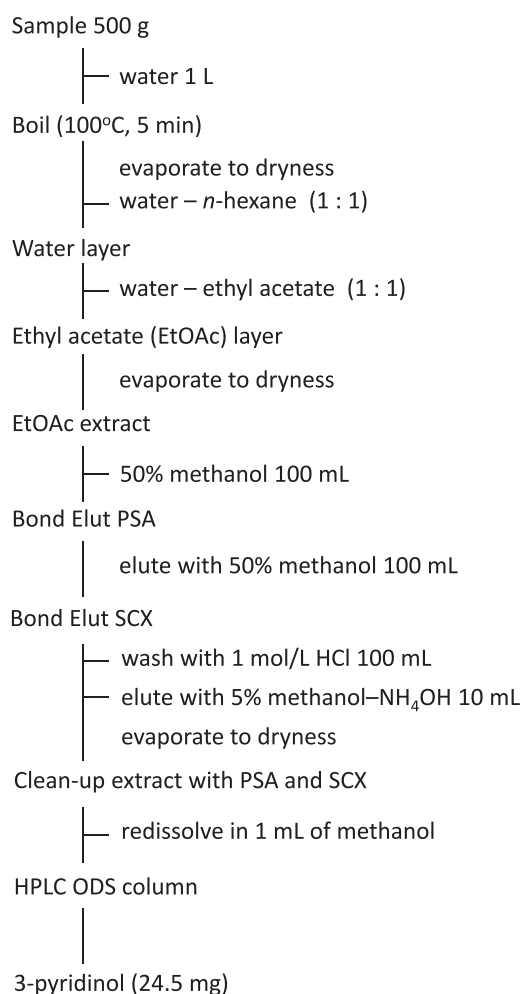 Sample 500 g
water 1 L
Boil (100°C, 5 min)
evaporate to dryness
water – n-hexane (1 : 1)
Water layer
water – ethyl acetate (1 : 1)
Ethyl acetate (EtOAc) layer
evaporate to dryness
EtOAc extract
50% methanol 100 mL
Bond Elut PSA
elute with 50% methanol 100 mL
Bond Elut SCX
wash with 1 mol/L HCl 100 mL
elute with 5% methanol–NH₄OH 10 mL
evaporate to dryness
Clean-up extract with PSA and SCX
redissolve in 1 mL of methanol
HPLC ODS column
3-pyridinol (24.5 mg)